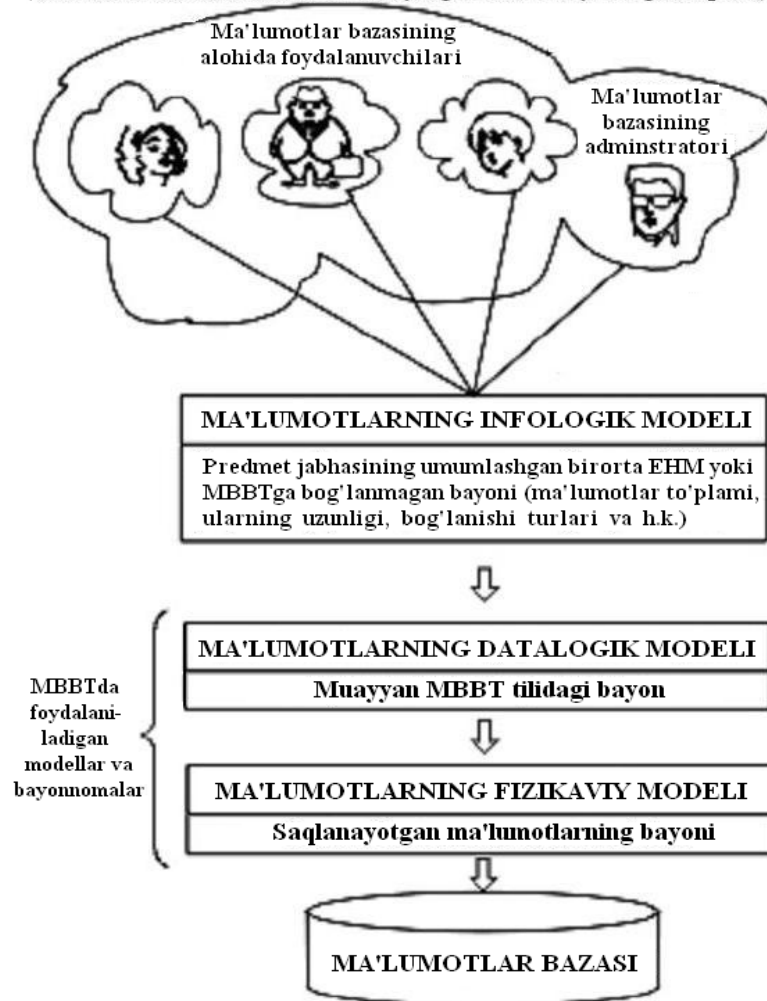 Ma'lumotlar bazasining
alohida foydalanuvchilari
Ma'lumotlar
bazasining
adminstratori
MA'LUMOTLARNING INFOLOGIK MODELI
Predmet jabhasining umumlashgan birorta EHM yoki
MBBTga bog'lanmagan bayoni (ma'lumotlar to'plami,
ularning uzunligi, bog'lanishi turlari va h.k.)
MA'LUMOTLARNING DATALOGIK MODELI
Muayyan MBBT tilidagi bayon
MBBTda
foydalani-
ladigan
modellar va
bayonnomalar
MA'LUMOTLARNING FIZIKAVIY MODELI
Saqlanayotgan ma'lumotlarning bayoni
MA'LUMOTLAR BAZASI